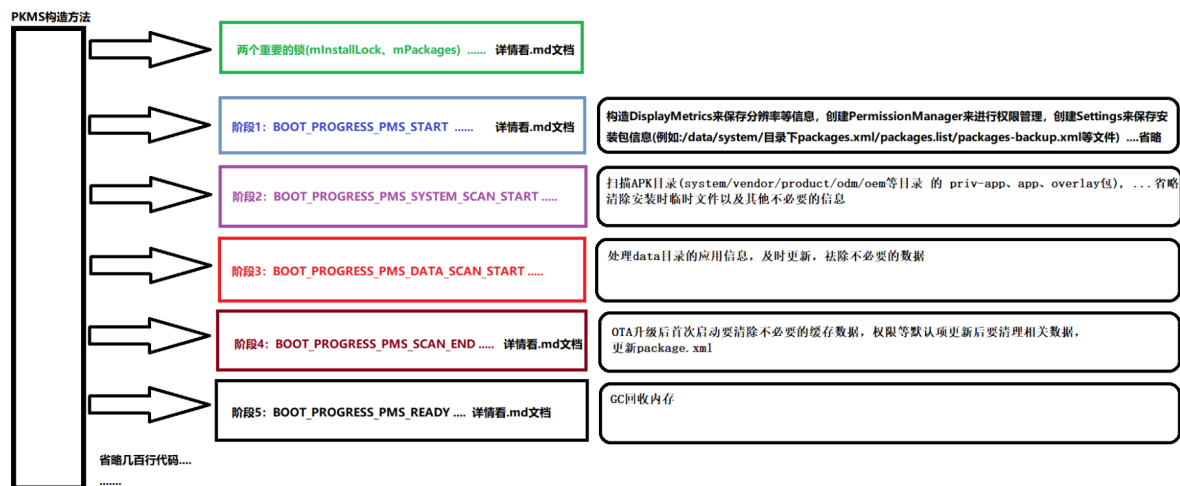 PKMS构造方法
两个重要的锁(mInstallLock、mPackages) ...... 详情看.md文档
阶段1：BOOT_PROGRESS_PMS_START ...... 详情看.md文档
构造DisplayMetrics来保存分辨率等信息，创建PermissionManager来进行权限管理，创建Settings来保存安
装包信息(例如:/data/system/目录下packages.xml/packages.list/packages-backup.xml等文件) ....省略
阶段2：BOOT_PROGRESS_PMS_SYSTEM_SCAN_START .....
扫描APK目录(system/vendor/product/odm/oem等目录 的 priv-app、app、overlay包)，...省略
清除安装时临时文件以及其他不必要的信息
阶段3：BOOT_PROGRESS_PMS_DATA_SCAN_START .....
处理data目录的应用信息，及时更新，祛除不必要的数据
阶段4：BOOT_PROGRESS_PMS_SCAN_END ..... 详情看.md文档
OTA升级后首次启动要清除不必要的缓存数据，权限等默认项更新后要清理相关数据，
更新package.xml
阶段5：BOOT_PROGRESS_PMS_READY .... 详情看.md文档
GC回收内存
省略几百行代码....
.......